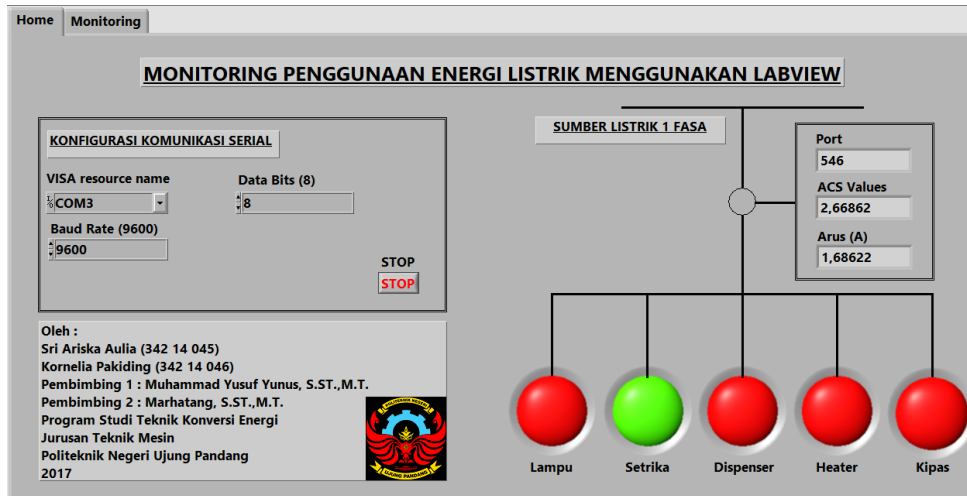 Home
Monitoring
MONITORING PENGGUNAAN ENERGI LISTRIK MENGGUNAKAN LABVIEW
KONFIGURASI KOMUNIKASI SERIAL
VISA resource name
COM3
Data Bits (8)
8
Baud Rate (9600)
9600
STOP
STOP
SUMBER LISTRIK 1 FASA
Port
546
ACS Values
2,66862
Arus (A)
1,68622
Oleh :
Sri Ariska Aulia (342 14 045)
Kornelia Pakiding (342 14 046)
Pembimbing 1 : Muhammad Yusuf Yunus, S.ST.,M.T.
Pembimbing 2 : Marhatang, S.ST.,M.T.
Program Studi Teknik Konversi Energi
Jurusan Teknik Mesin
Politeknik Negeri Ujung Pandang
2017
POLITEKNIK NEGERI
UJUNG PANDANG
Lampu
Setrika
Dispenser
Heater
Kipas